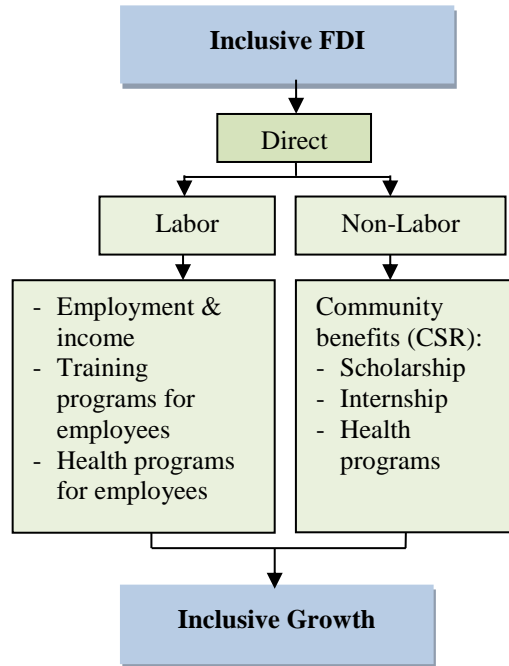 Inclusive FDI
Direct
Labor
Non-Labor
- Employment &
income
- Training
programs for
employees
- Health programs
for employees
Community
benefits (CSR):
- Scholarship
- Internship
- Health
programs
Inclusive Growth